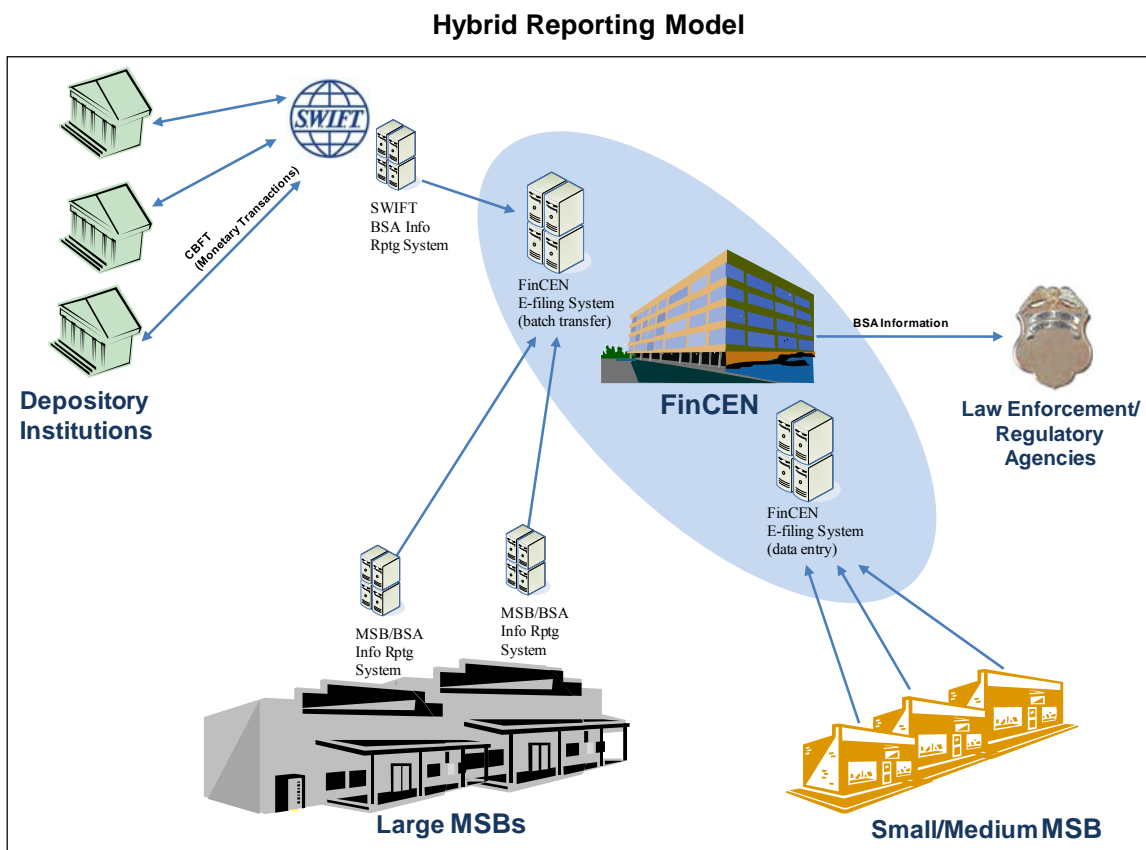 Hybrid Reporting Model
S.W.I.F.T.
CBFT
(Monetary Transactions)
SWIFT
BSA Info
Rptg System
FinCEN
E-filing System
(batch transfer)
BSA Information
Depository
Institutions
FinCEN
Law Enforcement/
Regulatory
Agencies
FinCEN
E-filing System
(data entry)
MSB/BSA
Info Rptg
System
MSB/BSA
Info Rptg
System
Large MSBs
Small/Medium MSB